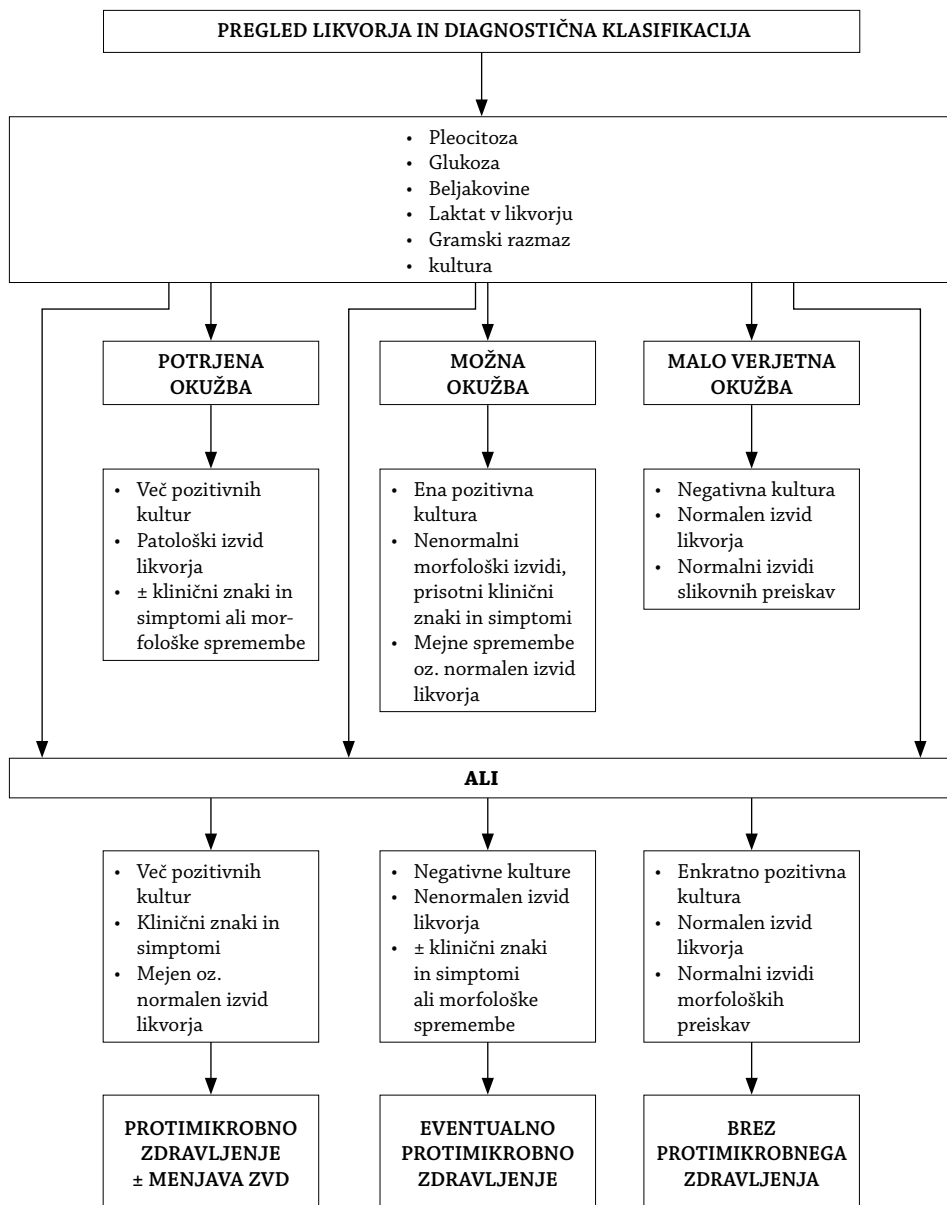 PREGLED LIKVORJA IN DIAGNOSTIČNA KLASIFIKACIJA
• Pleocitoza
• Glukoza
• Beljakovine
• Laktat v likvorju
• Gramski razmaz
• kultura
POTRJENA
OKUŽBA
MOŽNA
OKUŽBA
MALO VERJETNA
OKUŽBA
• Več pozitivnih
kultur
• Patološki izvid
likvorja
• ± klinični znaki in
simptomi ali mor-
fološke spremembe
• Ena pozitivna
kultura
• Nenormalni
morfološki izvidi,
prisotni klinični
znaki in simptomi
• Mejne spremembe
oz. normalen izvid
likvorja
• Negativna kultura
• Normalen izvid
likvorja
• Normalni izvidi
slikovnih preiskav
ALI
• Več pozitivnih
kultur
• Klinični znaki in
simptomi
• Mejen oz.
normalen izvid
likvorja
• Negativne kulture
• Nenormalen izvid
likvorja
• ± klinični znaki
in simptomi
ali morfološke
spremembe
• Enkratno pozitivna
kultura
• Normalen izvid
likvorja
• Normalni izvidi
morfoloških
preiskav
PROTIMIKROBNO
ZDRAVLJENJE
± MENJAVA ZVD
EVENTUALNO
PROTIMIKROBNO
ZDRAVLJENJE
BREZ
PROTIMIKROBNEGA
ZDRAVLJENJA